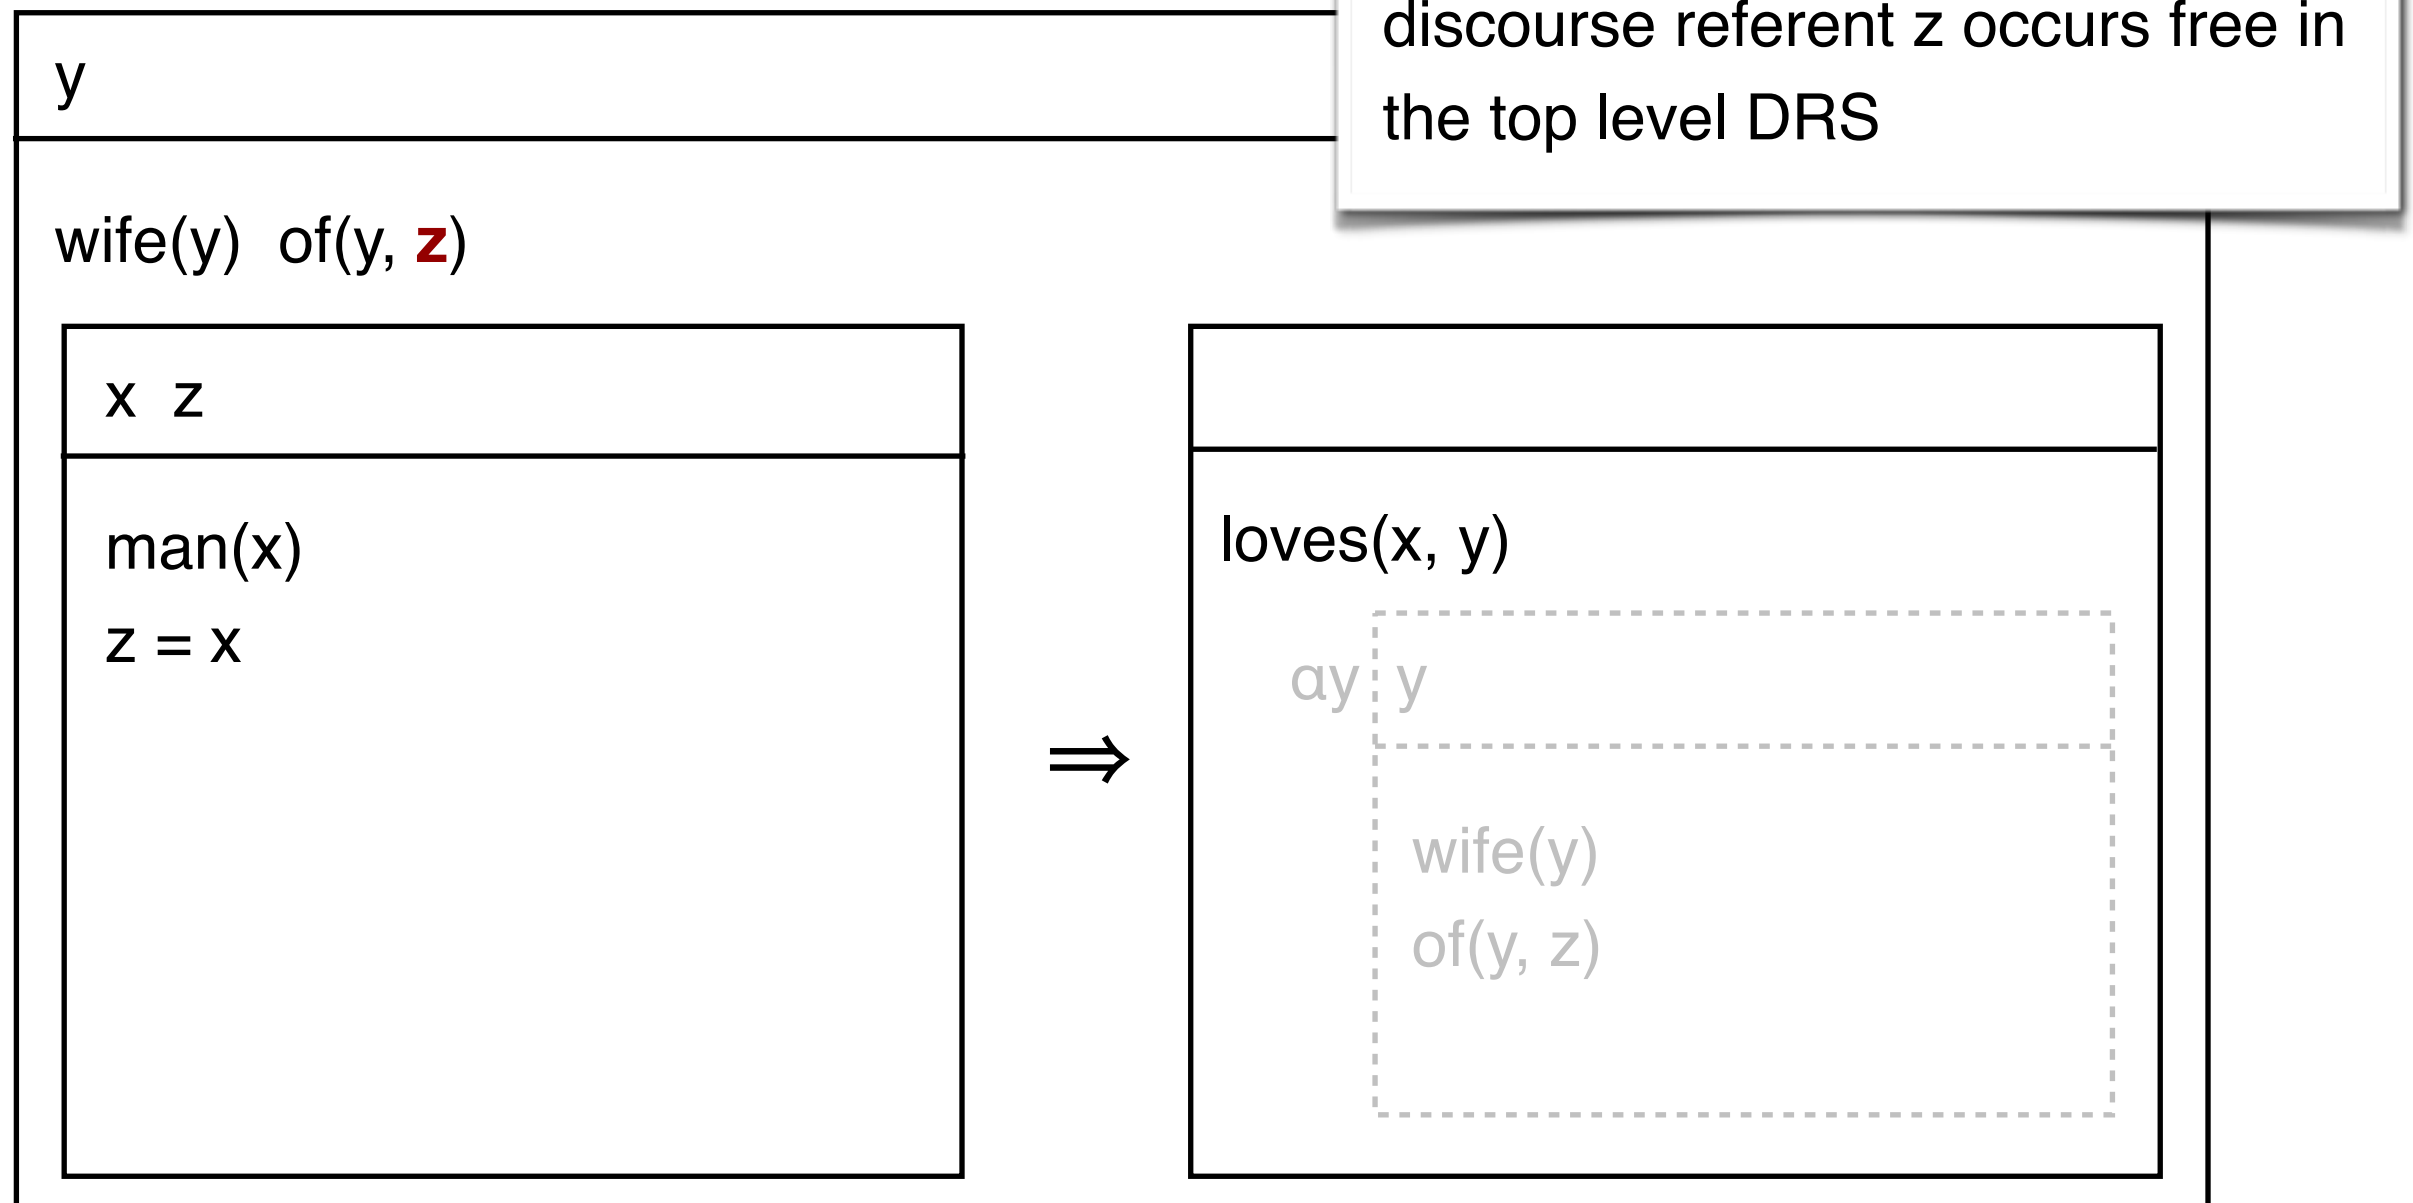 discourse referent z occurs free in
the top level DRS
y
wife(y) of(y, z)
x z
man(x)
z = x
⇒
loves(x, y)
αy y
wife(y)
of(y, z)